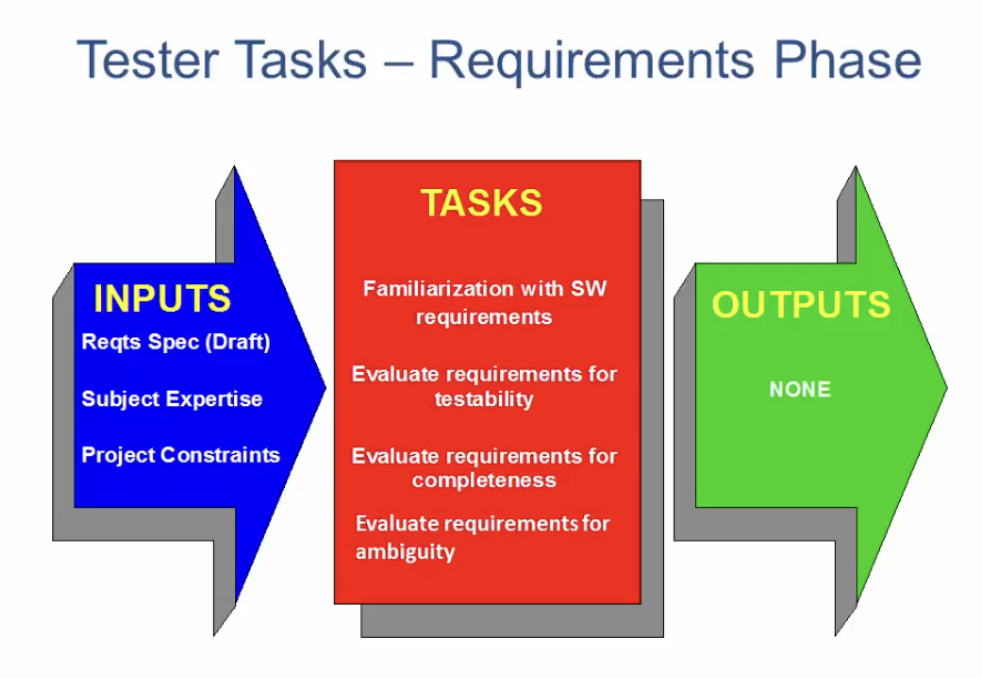 Tester Tasks – Requirements Phase
INPUTS
Reqts Spec (Draft)
Subject Expertise
Project Constraints
TASKS
Familiarization with SW
requirements
Evaluate requirements for
testability
Evaluate requirements for
completeness
Evaluate requirements for
ambiguity
OUTPUTS
NONE